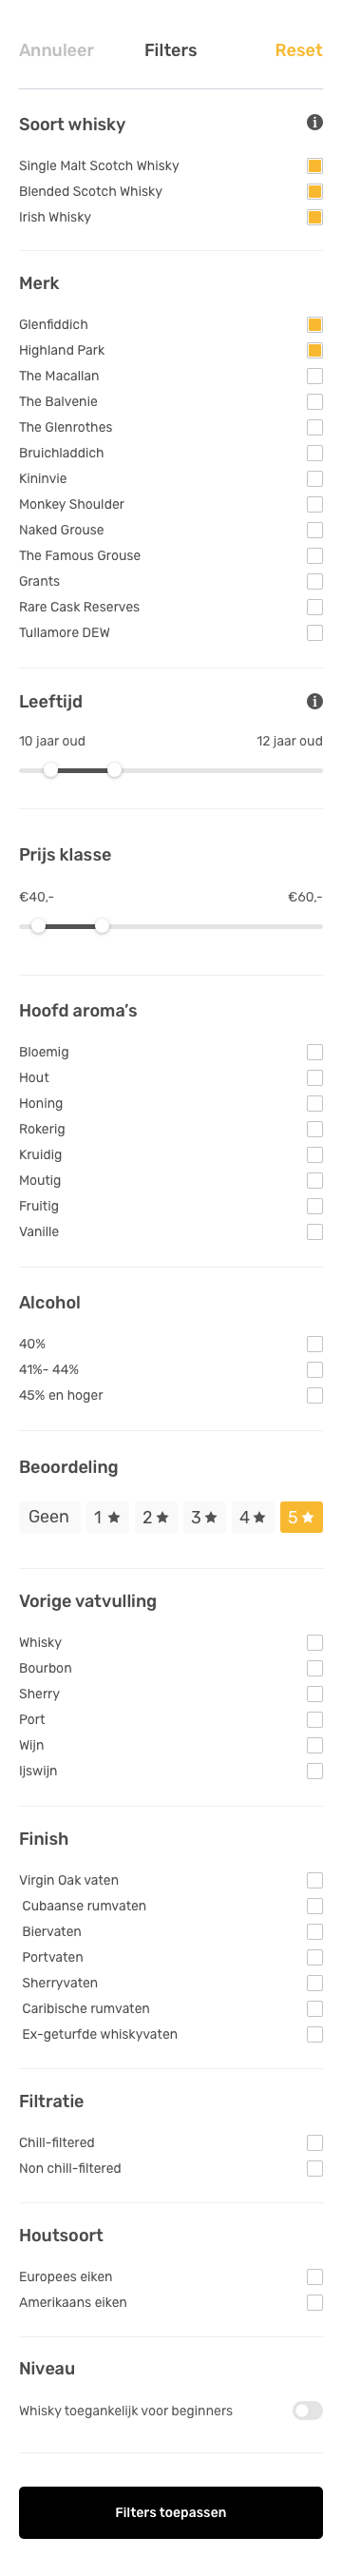 Annuleer Filters Reset
Soort whisky
Single Malt Scotch Whisky
Blended Scotch Whisky
Irish Whisky
Merk
Glenfiddich
Highland Park
The Macallan
The Balvenie
The Glenrothes
Bruichladdich
Kininvie
Monkey Shoulder
Naked Grouse
The Famous Grouse
Grants
Rare Cask Reserves
Tullamore DEW
Leeftijd
10 jaar oud 12 jaar oud
Prijs klasse
€40,- €60,-
Hoofd aroma’s
Bloemig
Hout
Honing
Rokerig
Kruidig
Moutig
Fruitig
Vanille
Alcohol
40%
41%- 44%
45% en hoger
Beoordeling
Geen 1 ★ 2 ★ 3 ★ 4 ★ 5 ★
Vorige vatvulling
Whisky
Bourbon
Sherry
Port
Wijn
Ijswijn
Finish
Virgin Oak vaten
Cubaanse rumvaten
Biervaten
Portvaten
Sherryvaten
Caribische rumvaten
Ex-geturfde whiskyvaten
Filtratie
Chill-filtered
Non chill-filtered
Houtsoort
Europees eiken
Amerikaans eiken
Niveau
Whisky toegankelijk voor beginners
Filters toepassen